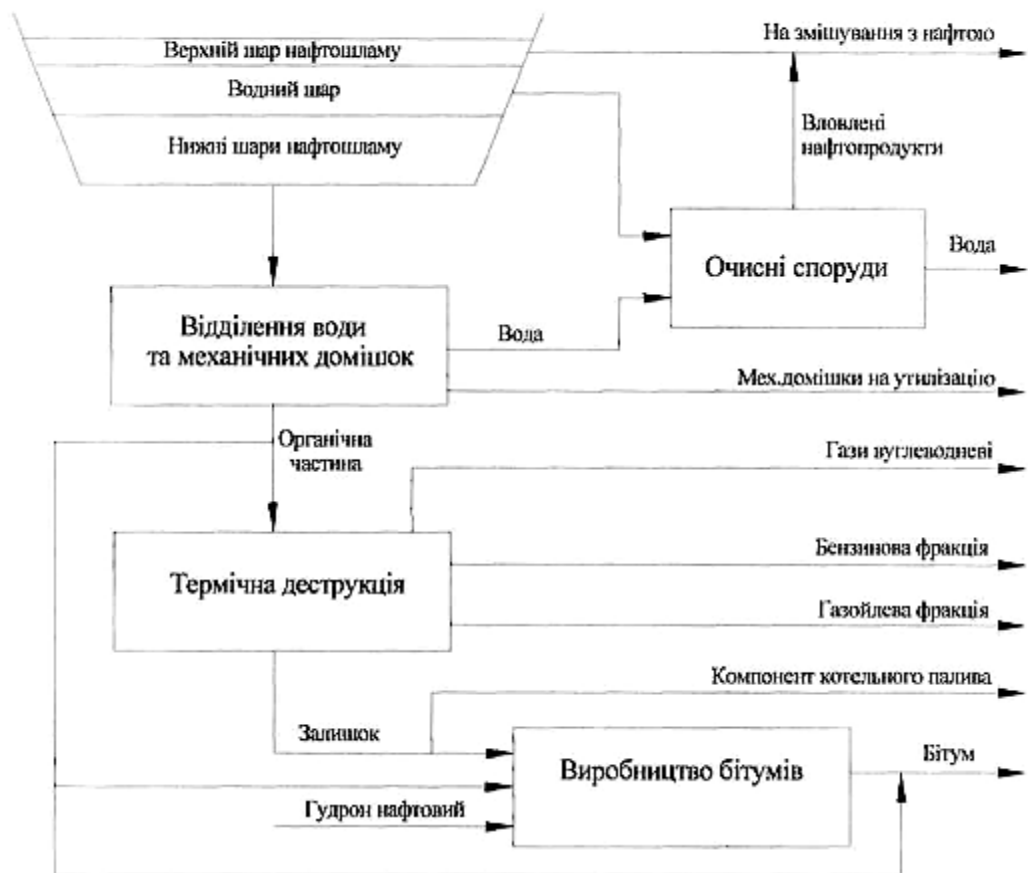 На змішування з нафтою
Верхній шар нафтошламу
Водний шар
Вловлені
нафтопродукти
Нижні шари нафтошламу
Очисні споруди
Вода
Відділення води
та механічних домішок
Вода
Мех.домішки на утилізацію
Органічна
частина
Гази вуглеводневі
Бензинова фракція
Термічна деструкція
Газойлева фракція
Компонент котельного палива
Залишок
Виробництво бітумів
Бітум
Гудрон нафтовий